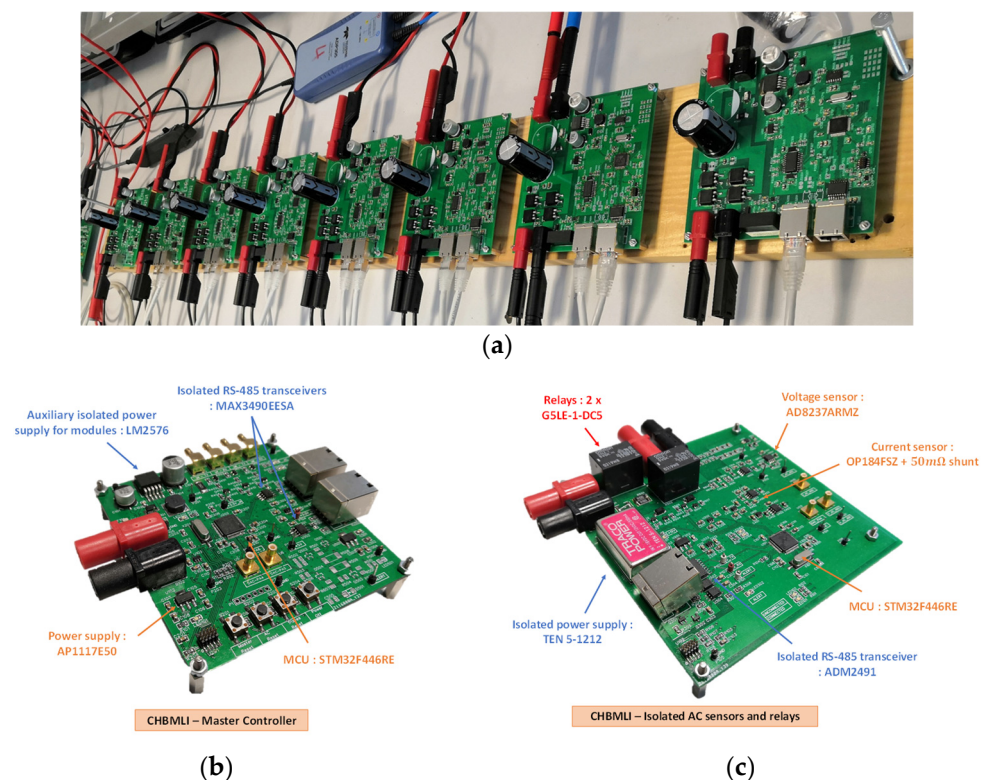 (a)
Isolated RS-485 transceivers
: MAX3490EESA
Auxiliary isolated power
supply for modules : LM2576
Power supply :
AP1117E50
MCU : STM32F446RE
CHBMLI – Master Controller
(b)
Relays : 2 x
G5LE-1-DC5
Voltage sensor :
AD8237ARMZ
Current sensor :
OP184FSZ + 50mΩ shunt
TRACO
POWER
Isolated power supply :
TEN 5-1212
MCU : STM32F446RE
Isolated RS-485 transceiver
: ADM2491
CHBMLI – Isolated AC sensors and relays
(c)